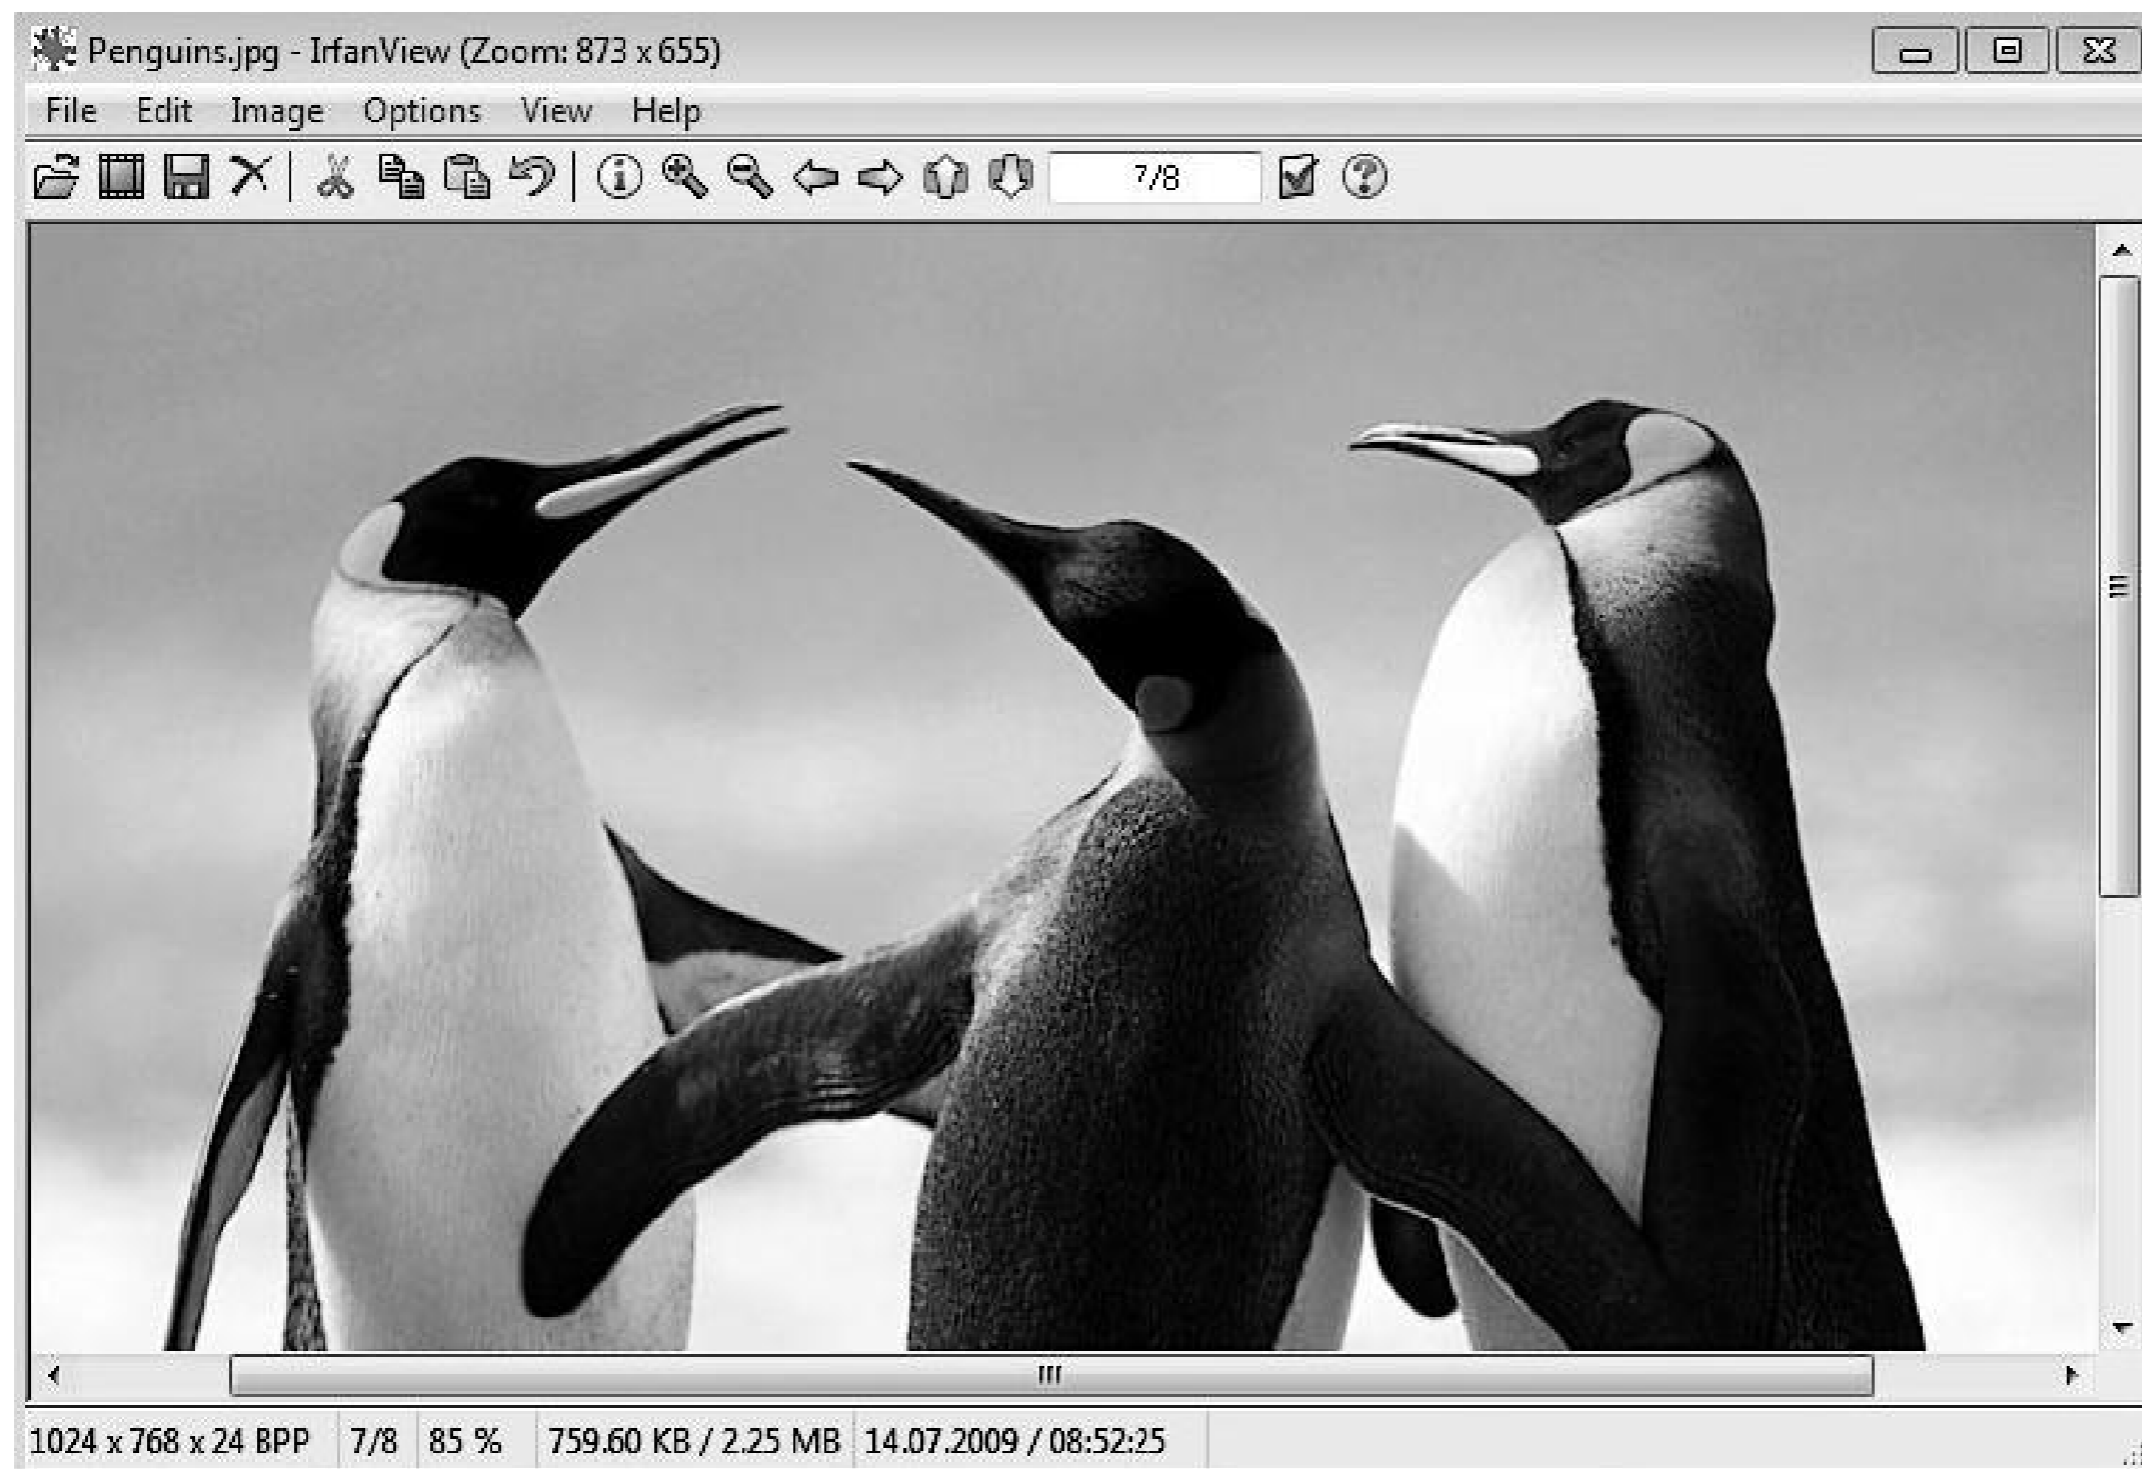 Penguins.jpg - IrfanView (Zoom: 873 x 655)
File Edit Image Options View Help
7/8
1024 x 768 x 24 BPP 7/8 85 % 759.60 KB / 2.25 MB 14.07.2009 / 08:52:25